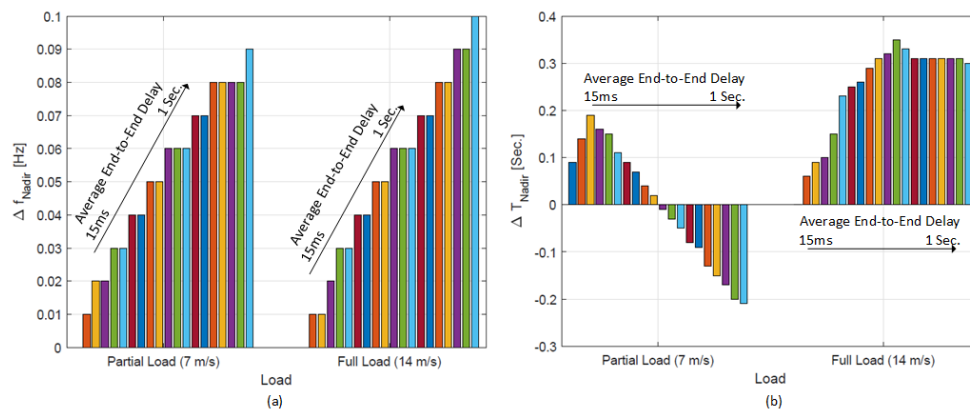 (a)
0.1
0.09
0.08
0.07
0.06
0.05
0.04
0.03
0.02
0.01
0
Δ f_Nadir [Hz]
Average End-to-End Delay
15ms 1 Sec.
Average End-to-End Delay
15ms 1 Sec.
Partial Load (7 m/s) Full Load (14 m/s)
Load
(a)
(b)
0.4
0.3
0.2
0.1
0
-0.1
-0.2
-0.3
Δ T_Nadir [Sec.]
Average End-to-End Delay
15ms 1 Sec.
Average End-to-End Delay
15ms 1 Sec.
Partial Load (7 m/s) Full Load (14 m/s)
Load
(b)